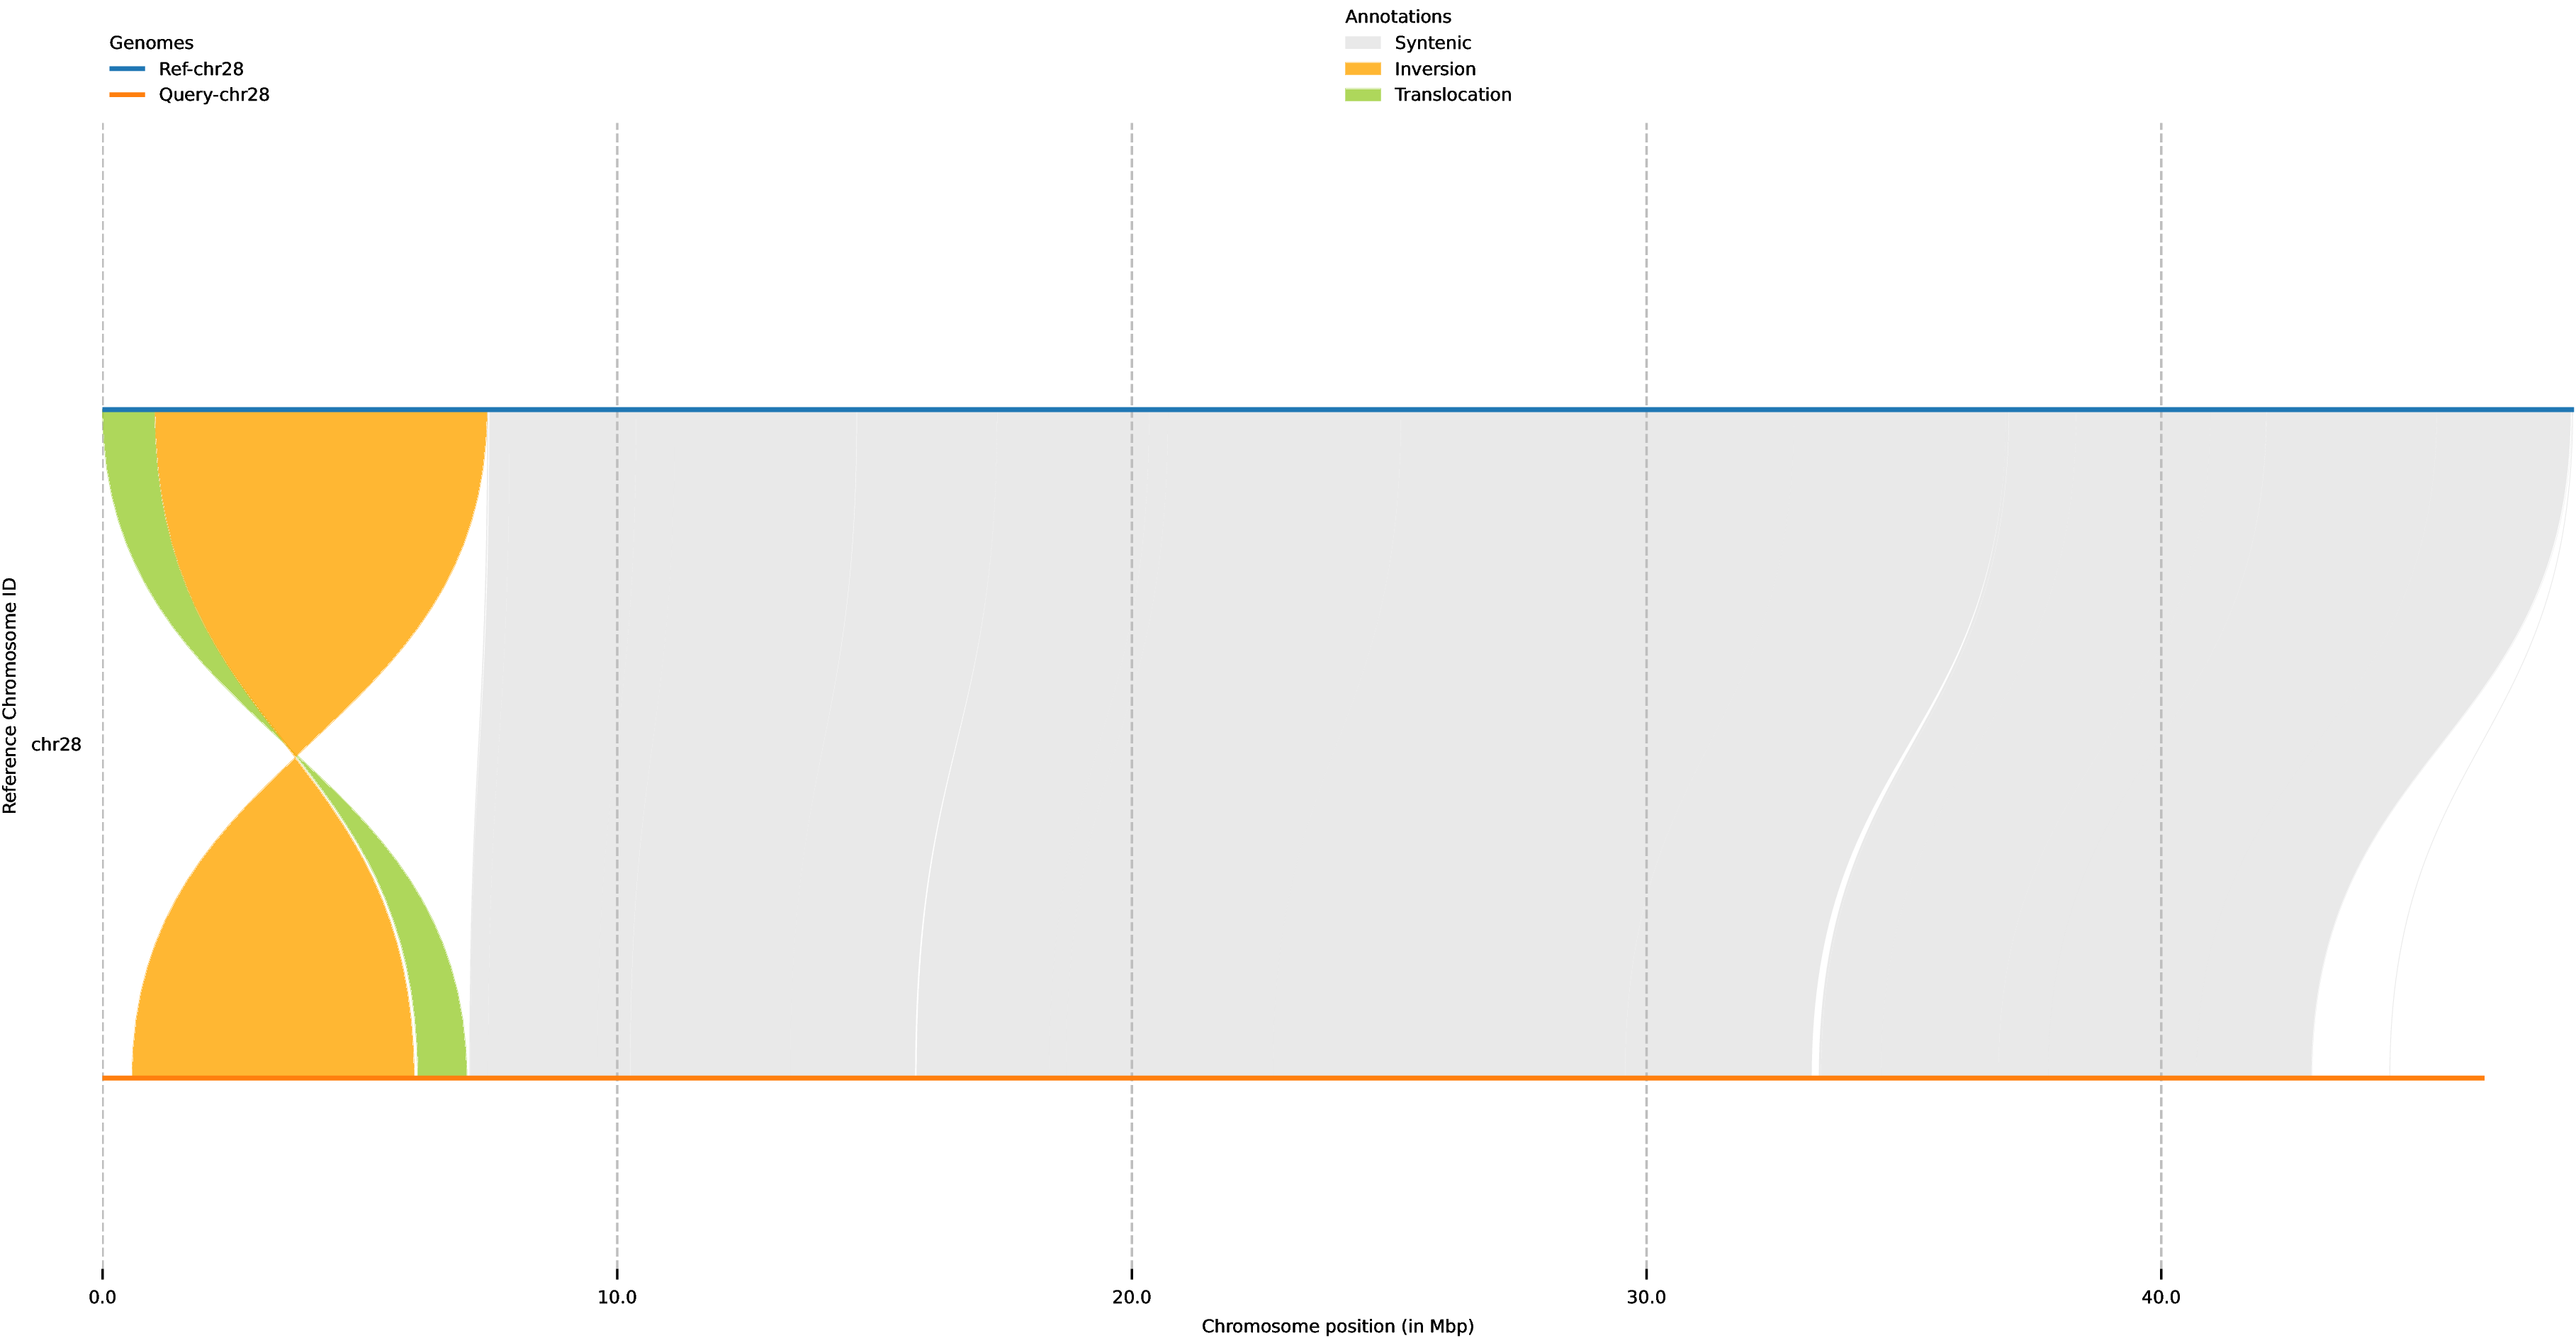 Genomes
Ref-chr28
Query-chr28
Annotations
Syntenic
Inversion
Translocation
Reference Chromosome ID
chr28
0.0
10.0
20.0
30.0
40.0
Chromosome position (in Mbp)